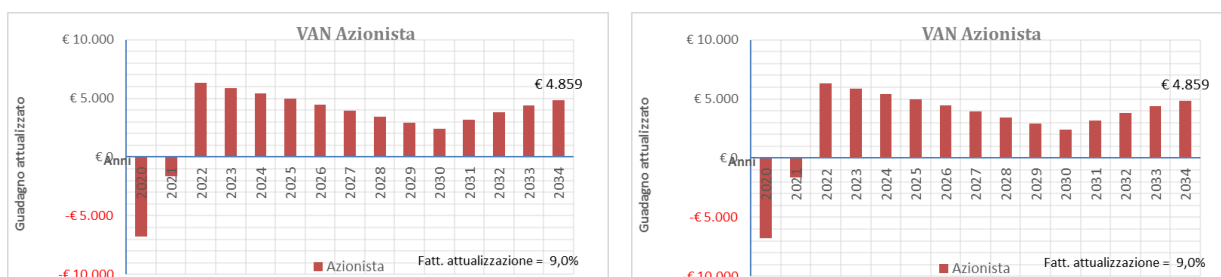 VAN Azionista
Guadagno attualizzato
€ 10.000
€ 5.000
€ 0
-€ 5.000
-€ 10.000
Anni
2020 2021 2022 2023 2024 2025 2026 2027 2028 2029 2030 2031 2032 2033 2034
€ 4.859
Azionista
Fatt. attualizzazione = 9,0%
VAN Azionista
Guadagno attualizzato
€ 10.000
€ 5.000
€ 0
-€ 5.000
-€ 10.000
Anni
2020 2021 2022 2023 2024 2025 2026 2027 2028 2029 2030 2031 2032 2033 2034
€ 4.859
Azionista
Fatt. attualizzazione = 9,0%